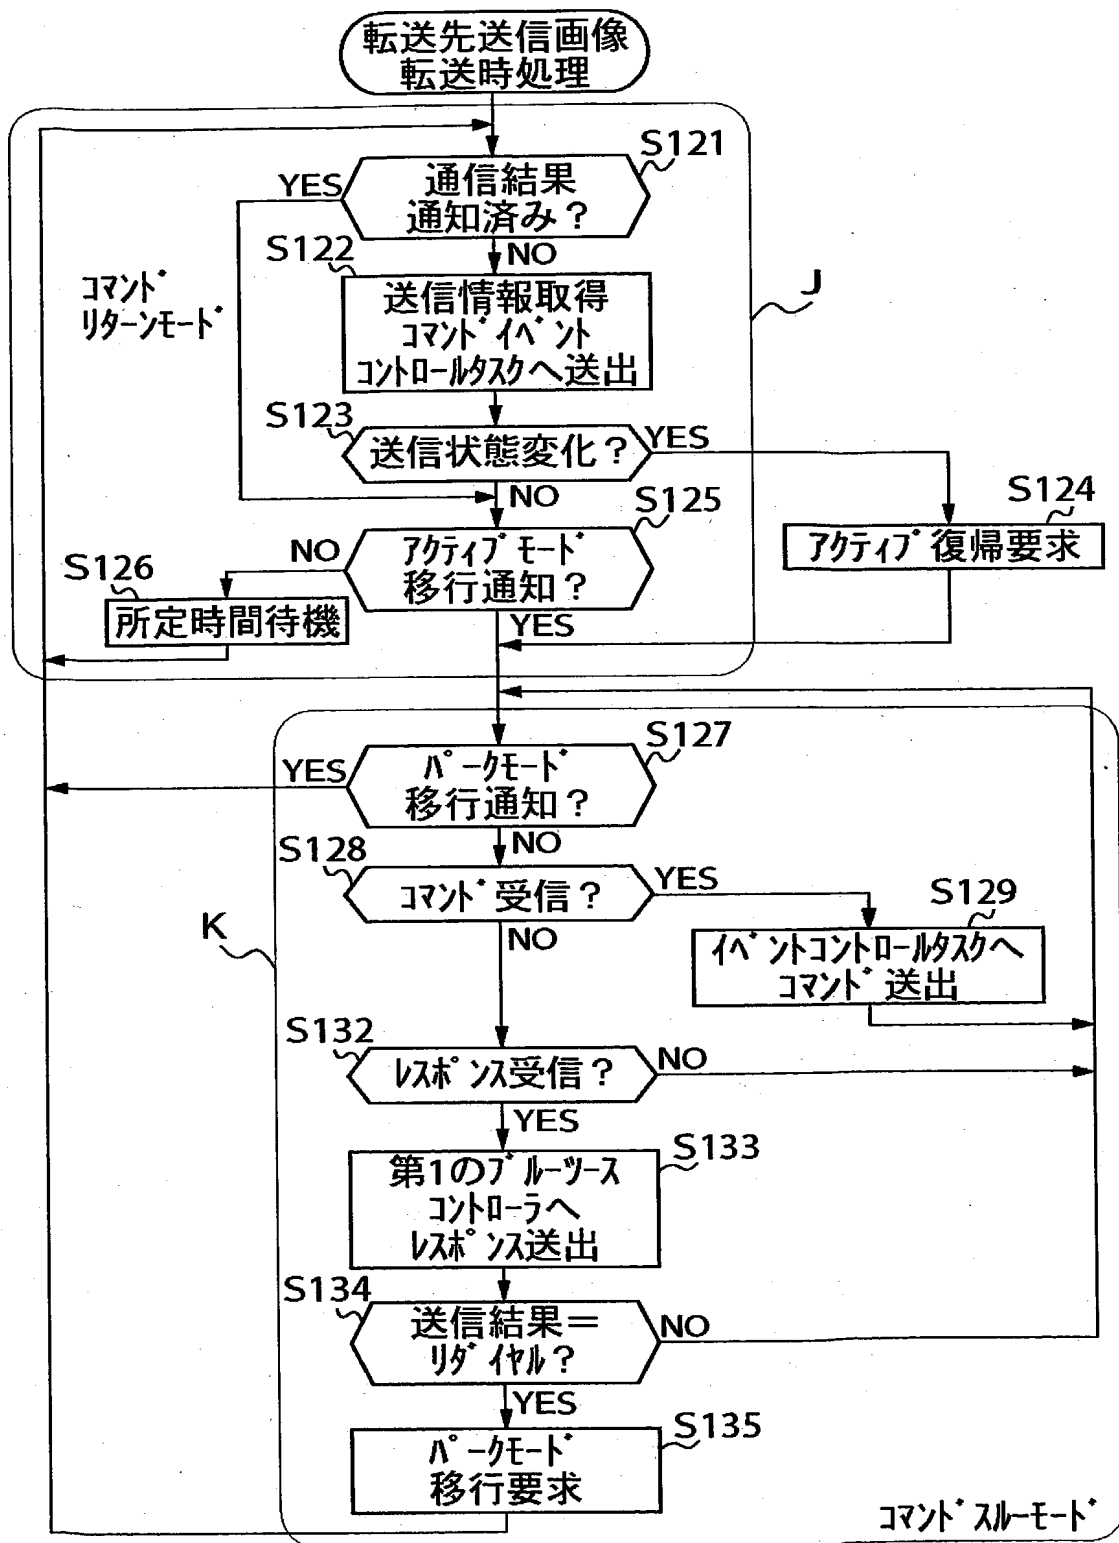 転送先送信画像
転送時処理
S121
YES
通信結果
通知済み？
NO
S122
コマンド
リターンモード
送信情報取得
コマンドイベント
コントロールタスクへ送出
J
S123
送信状態変化？
YES
NO
S124
アクティブ復帰要求
S125
NO
アクティブモード
移行通知？
YES
S126
所定時間待機
S127
YES
パークモード
移行通知？
NO
S128
コマンド受信？
YES
NO
S129
イベントコントロールタスクへ
コマンド送出
K
S132
レスポンス受信？
NO
YES
S133
第1のブルーツース
コントローラへ
レスポンス送出
S134
送信結果＝
リダイヤル？
NO
YES
S135
パークモード
移行要求
コマンドスルーモード